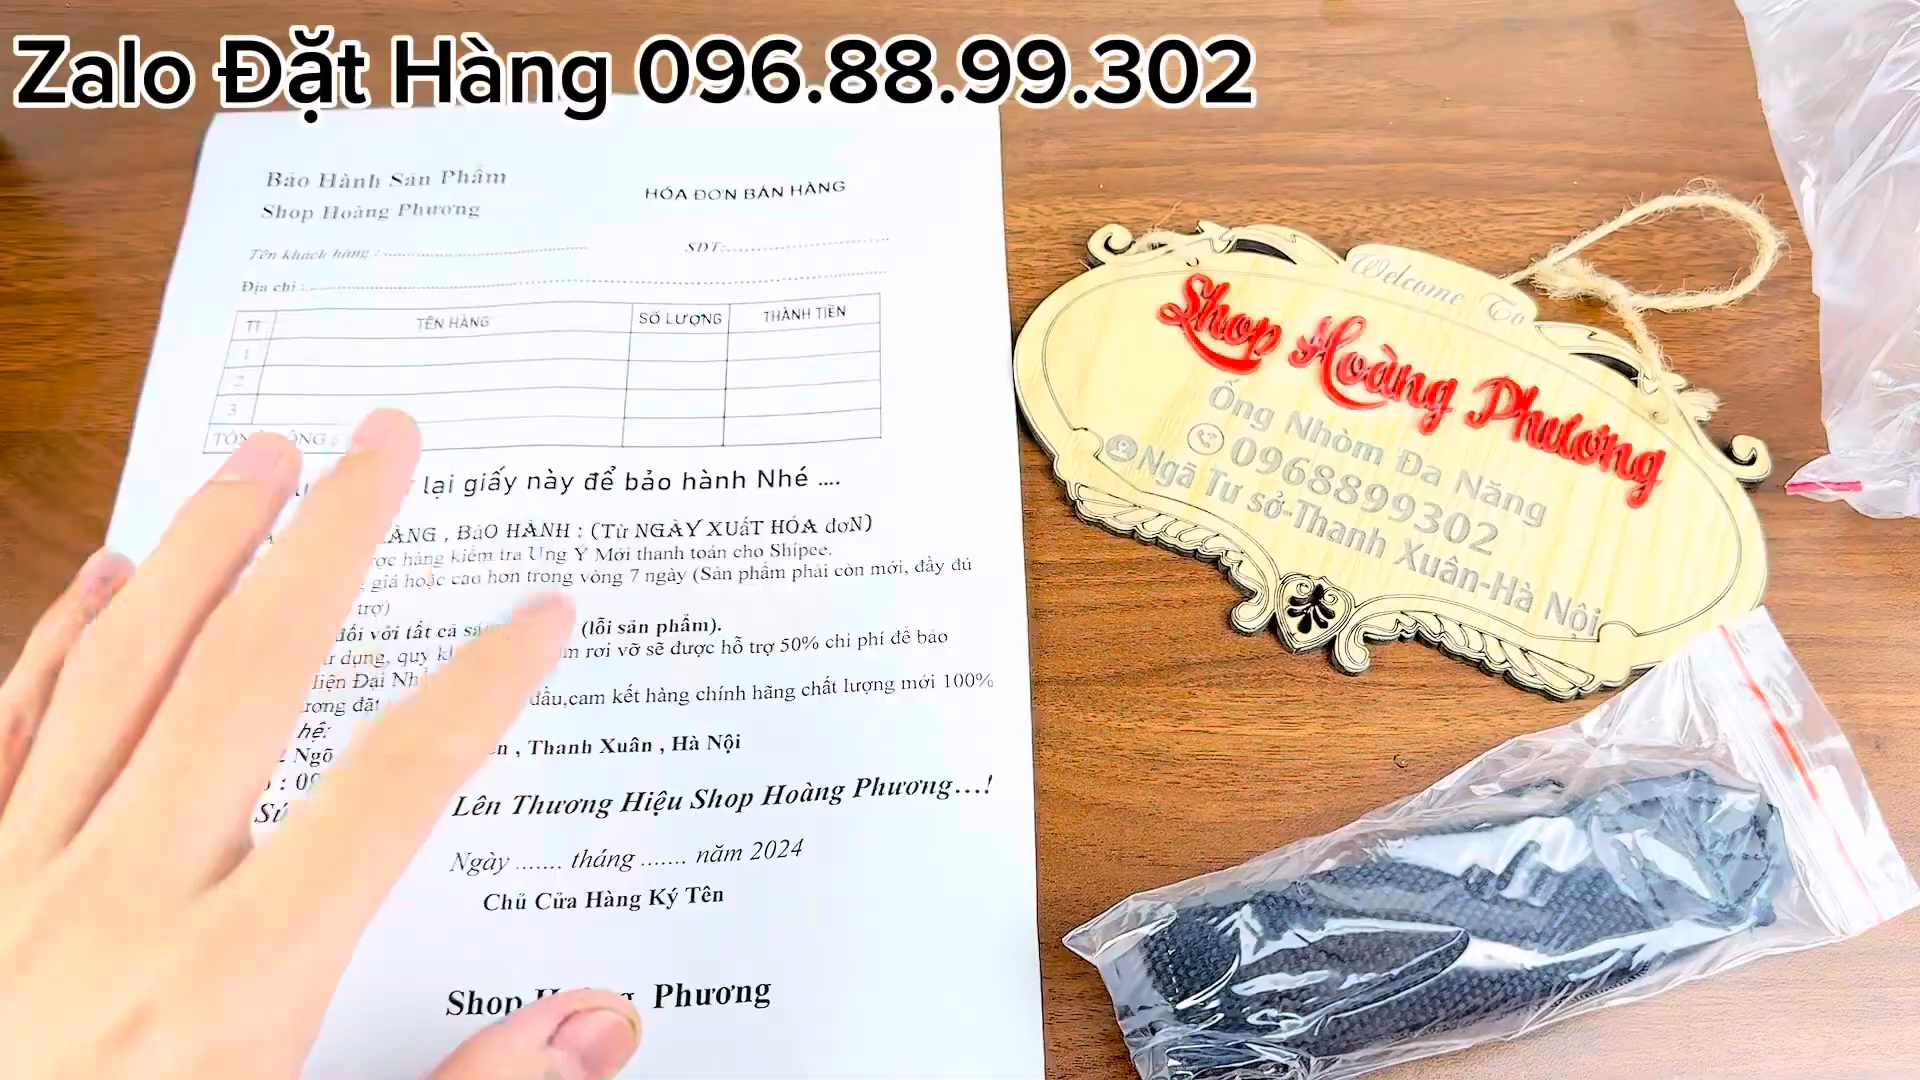 Zalo Đặt Hàng 096.88.99.302
Bảo Hành Sản Phẩm
Shop Hoàng Phương
HÓA ĐƠN BÁN HÀNG
Tên khách hàng :
SDT:
Địa chỉ :
TT TÊN HÀNG SỐ LƯỢNG THÀNH TIỀN
1
2
3
lại giấy này để bảo hành Nhé ....
HÀNG , BảO HÀNH : (Từ NGÀY XUấT HÓA đơN)
hàng kiểm tra Ưng Ý Mới thanh toán cho Shipee.
giá hoặc cao hơn trong vòng 7 ngày (Sản phẩm phải còn mới, đầy đủ
trợ)
đối với tất cả (lỗi sản phẩm).
dụng, quy rơi vỡ sẽ được hỗ trợ 50% chi phí để bảo
Đại
đặt đầu,cam kết hàng chính hãng chất lượng mới 100%
hệ:
Ngõ , Thanh Xuân , Hà Nội
: 09
Lên Thương Hiệu Shop Hoàng Phương...!
Ngày ....... tháng ....... năm 2024
Chủ Cửa Hàng Ký Tên
Shop Phương
Welcome To
Shop Hoàng Phương
Ống Nhòm Đa Năng
0968899302
Ngã Tư sở-Thanh Xuân-Hà Nội